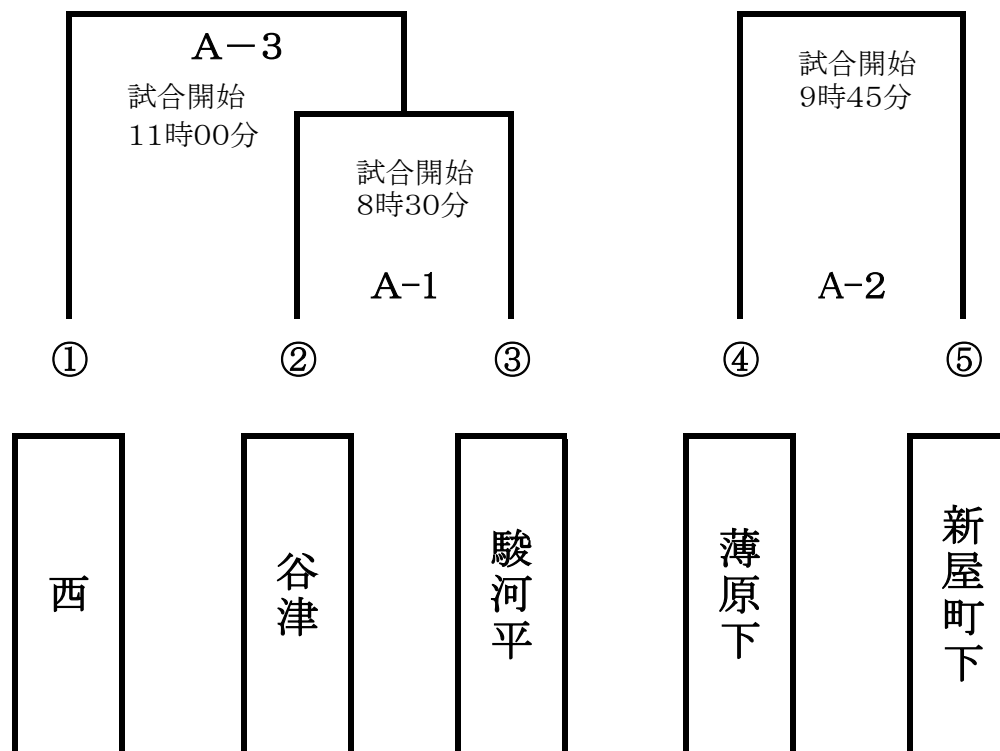 A－3
試合開始
11時00分
試合開始
8時30分
A-1
試合開始
9時45分
A-2
①
②
③
④
⑤
西
谷津
駿河平
薄原下
新屋町下